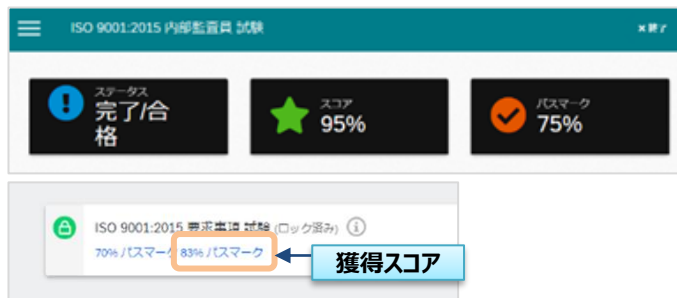 ISO 9001:2015 内部監査員 試験
×終了
ステータス
完了/合
格
スコア
95%
パスマーク
75%
ISO 9001:2015 要求事項 試験 (ロック済み)
70% パスマーク 83% パスマーク
獲得スコア